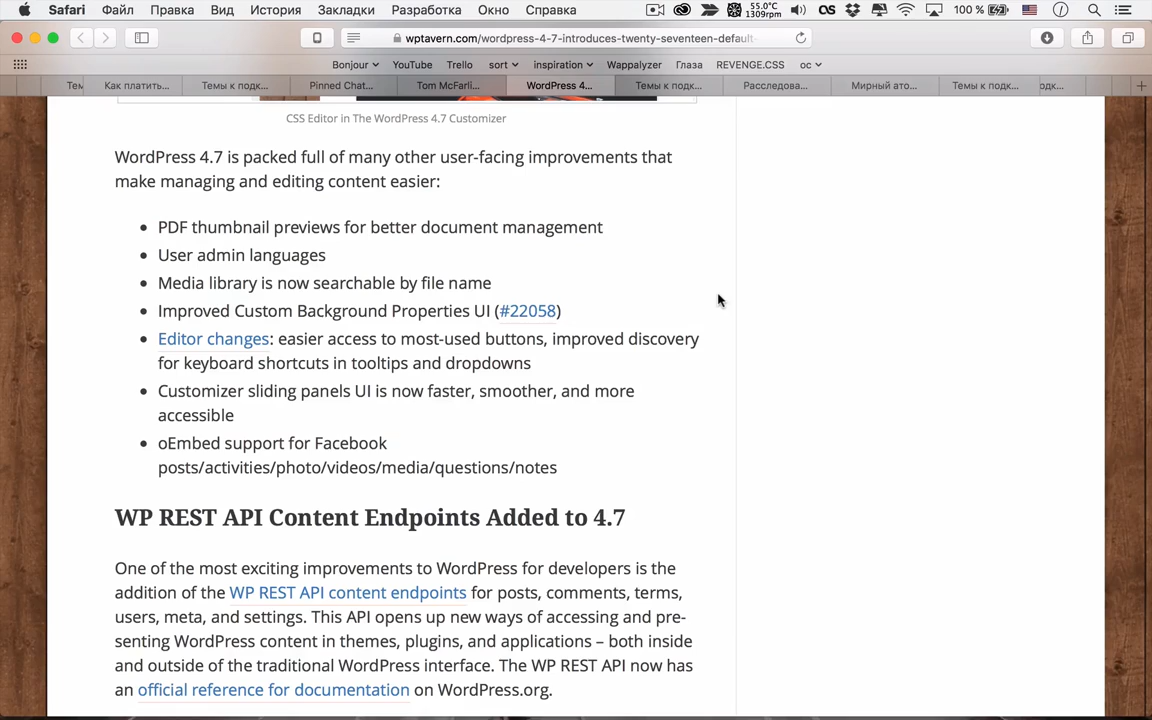 Safari Файл Правка Вид История Закладки Разработка Окно Справка 55.0°C 1309rpm 100 %
wptavern.com/wordpress-4-7-introduces-twenty-seventeen-default-
Bonjour YouTube Trello sort inspiration Wappalyzer Глаза REVENGE.CSS ос
Тем Как платить... Темы к подк... Pinned Chat... Tom McFarli... WordPress 4... Темы к подк... Расследова... Мирный ато... Темы к подк... одк...
CSS Editor in The WordPress 4.7 Customizer
WordPress 4.7 is packed full of many other user-facing improvements that
make managing and editing content easier:
• PDF thumbnail previews for better document management
• User admin languages
• Media library is now searchable by file name
• Improved Custom Background Properties UI (#22058)
• Editor changes: easier access to most-used buttons, improved discovery
for keyboard shortcuts in tooltips and dropdowns
• Customizer sliding panels UI is now faster, smoother, and more
accessible
• oEmbed support for Facebook
posts/activities/photo/videos/media/questions/notes
WP REST API Content Endpoints Added to 4.7
One of the most exciting improvements to WordPress for developers is the
addition of the WP REST API content endpoints for posts, comments, terms,
users, meta, and settings. This API opens up new ways of accessing and pre-
senting WordPress content in themes, plugins, and applications – both inside
and outside of the traditional WordPress interface. The WP REST API now has
an official reference for documentation on WordPress.org.